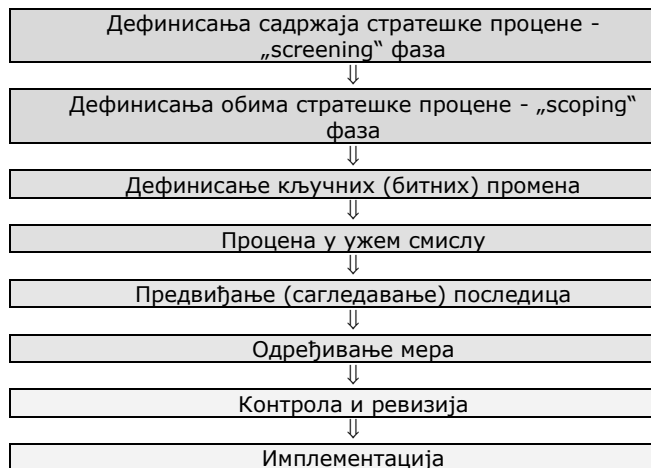 Дефинисања садржаја стратешке процене -
„screening“ фаза
⇓
Дефинисања обима стратешке процене - „scoping“
фаза
⇓
Дефинисање кључних (битних) промена
⇓
Процена у ужем смислу
⇓
Предвиђање (сагледавање) последица
⇓
Одређивање мера
⇓
Контрола и ревизија
⇓
Имплементација